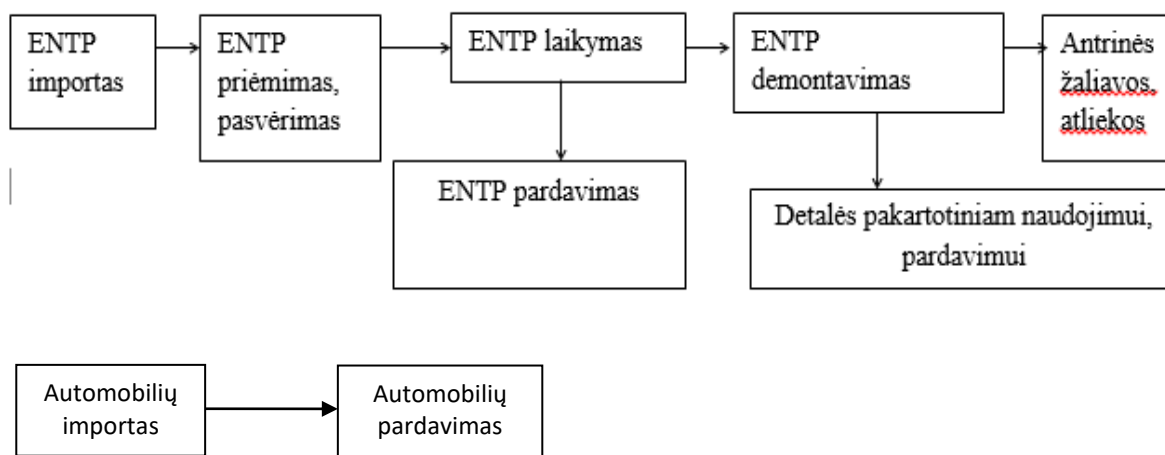 ENTP
importas
ENTP
priėmimas,
pasvėrimas
ENTP laikymas
ENTP
demontavimas
Antrinės
žaliavos,
atliekos
ENTP pardavimas
Detalės pakartotiniam naudojimui,
pardavimui
Automobilių
importas
Automobilių
pardavimas